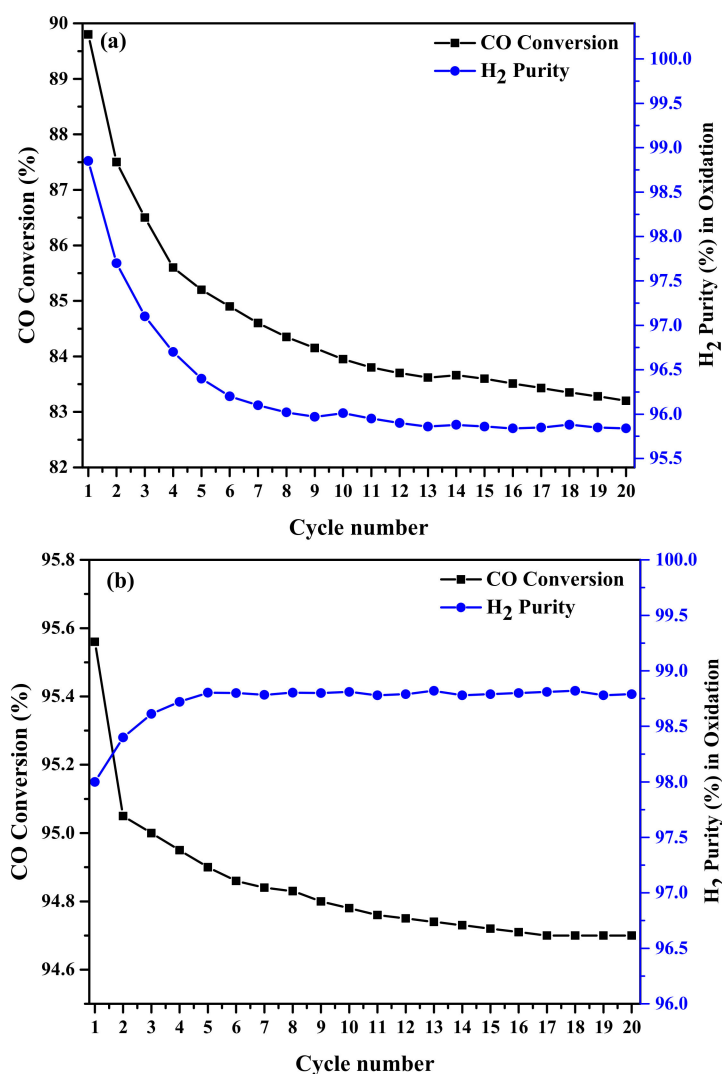 (a)
CO Conversion
H2 Purity
90
89
88
87
86
85
84
83
82
CO Conversion (%)
100.0
99.5
99.0
98.5
98.0
97.5
97.0
96.5
96.0
95.5
H2 Purity (%) in Oxidation
1 2 3 4 5 6 7 8 9 10 11 12 13 14 15 16 17 18 19 20
Cycle number
(b)
CO Conversion
H2 Purity
95.8
95.6
95.4
95.2
95.0
94.8
94.6
CO Conversion (%)
100.0
99.5
99.0
98.5
98.0
97.5
97.0
96.5
96.0
H2 Purity (%) in Oxidation
1 2 3 4 5 6 7 8 9 10 11 12 13 14 15 16 17 18 19 20
Cycle number